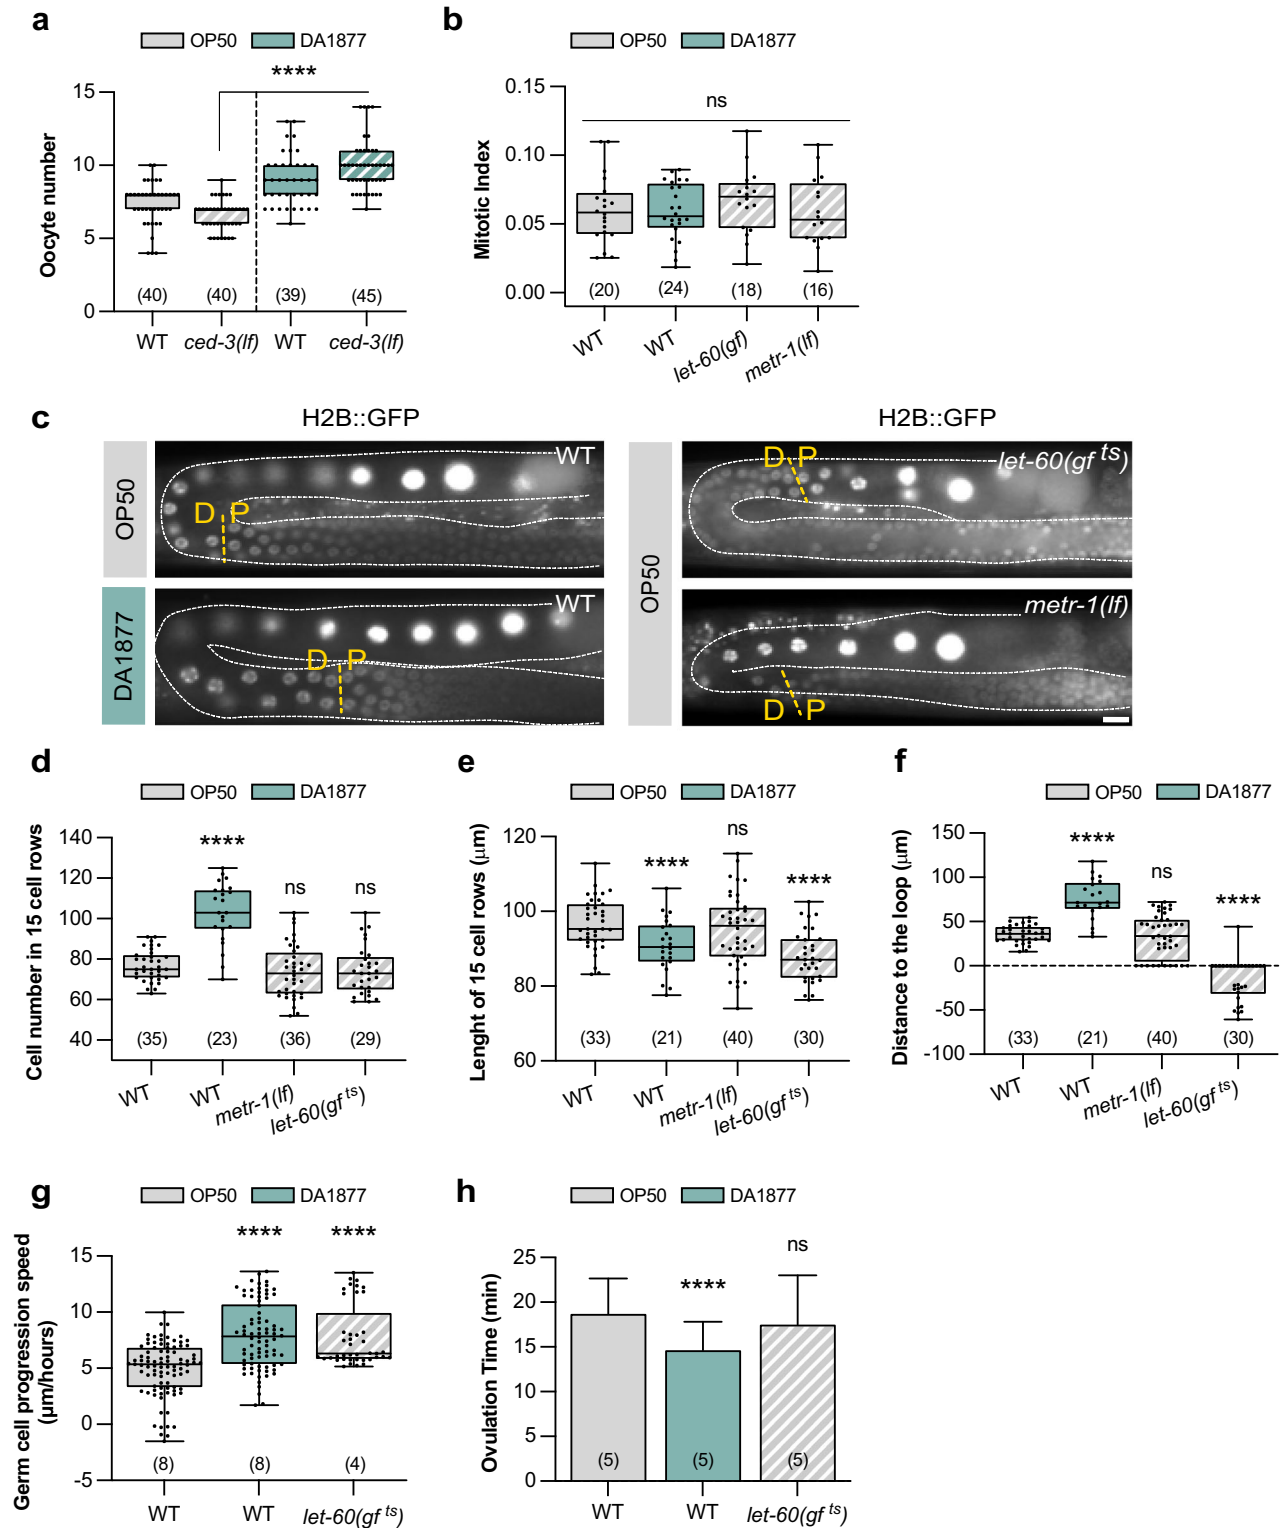 a
OP50 DA1877
****
Oocyte number
15
10
5
0
(40) (40) (39) (45)
WT ced-3(lf) WT ced-3(lf)
b
OP50 DA1877
ns
Mitotic Index
0.15
0.10
0.05
0.00
(20) (24) (18) (16)
WT WT let-60(gf) metr-1(lf)
c
H2B::GFP
H2B::GFP
OP50
WT
D P
DA1877
WT
D P
OP50
let-60(gf ts)
D P
metr-1(lf)
D P
d
OP50 DA1877
**** ns ns
Cell number in 15 cell rows
140
120
100
80
60
40
(35) (23) (36) (29)
WT WT metr-1(lf) let-60(gf ts)
e
OP50 DA1877
**** ns ****
Lenght of 15 cell rows (μm)
120
100
80
60
(33) (21) (40) (30)
WT WT metr-1(lf) let-60(gf ts)
f
OP50 DA1877
**** ns ****
Distance to the loop (μm)
150
100
50
0
-50
-100
(33) (21) (40) (30)
WT WT metr-1(lf) let-60(gf ts)
g
OP50 DA1877
**** ****
Germ cell progression speed
(μm/hours)
15
10
5
0
-5
(8) (8) (4)
WT WT let-60(gf ts)
h
OP50 DA1877
**** ns
Ovulation Time (min)
25
20
15
10
5
0
(5) (5) (5)
WT WT let-60(gf ts)